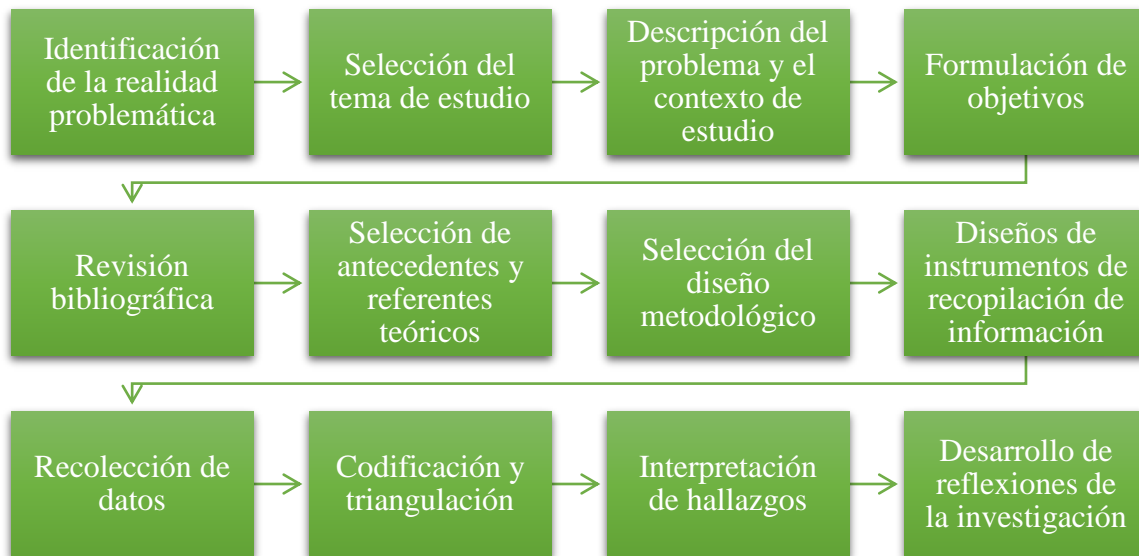 Identificación
de la realidad
problemática
Selección del
tema de estudio
Descripción del
problema y el
contexto de
estudio
Formulación de
objetivos
Revisión
bibliográfica
Selección de
antecedentes y
referentes
teóricos
Selección del
diseño
metodológico
Diseños de
instrumentos de
recopilación de
información
Recolección de
datos
Codificación y
triangulación
Interpretación
de hallazgos
Desarrollo de
reflexiones de
la investigación